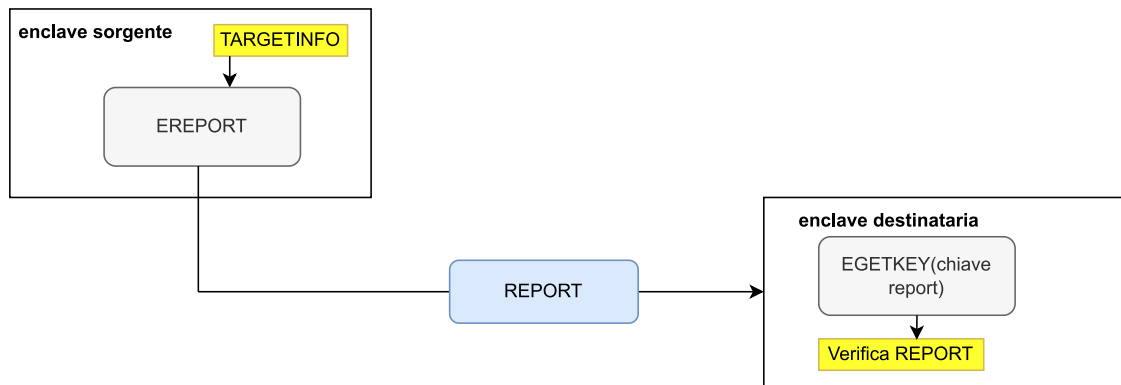 enclave sorgente
TARGETINFO
EREPORT
REPORT
enclave destinataria
EGETKEY(chiave
report)
Verifica REPORT